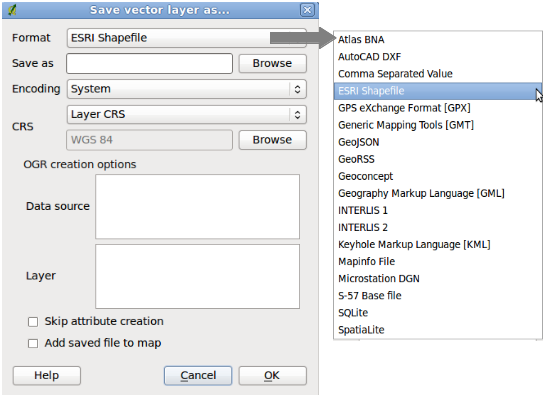 Save vector layer as...
Format ESRI Shapefile
Save as Browse
Encoding System
CRS Layer CRS
WGS 84 Browse
OGR creation options
Data source
Layer
Skip attribute creation
Add saved file to map
Help Cancel OK
Atlas BNA
AutoCAD DXF
Comma Separated Value
ESRI Shapefile
GPS eXchange Format [GPX]
Generic Mapping Tools [GMT]
GeoJSON
GeoRSS
Geoconcept
Geography Markup Language [GML]
INTERLIS 1
INTERLIS 2
Keyhole Markup Language [KML]
Mapinfo File
Microstation DGN
S-57 Base file
SQLite
SpatiaLite